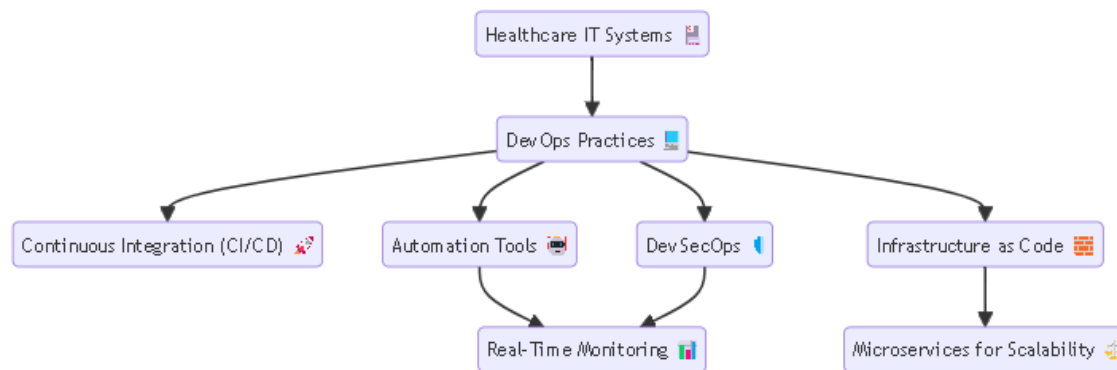 Healthcare IT Systems
DevOps Practices
Continuous Integration (CI/CD)
Automation Tools
DevSecOps
Infrastructure as Code
Real-Time Monitoring
Microservices for Scalability